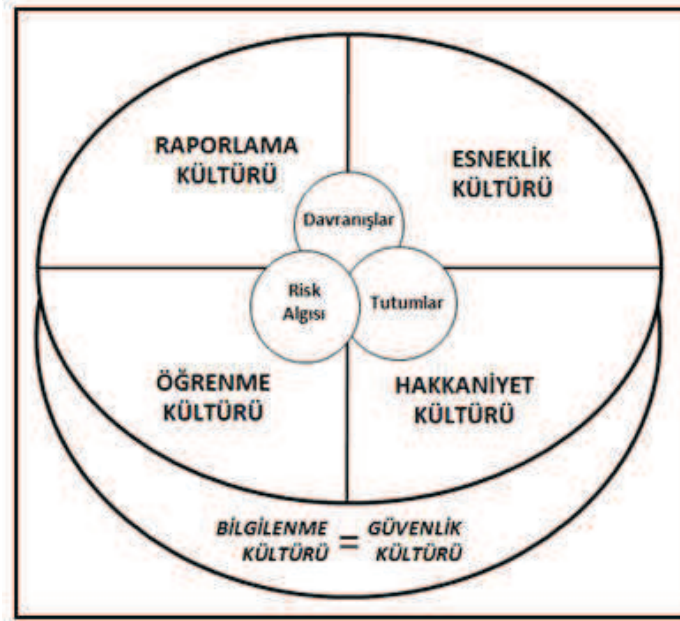 RAPORLAMA
KÜLTÜRÜ
ESNEKLİK
KÜLTÜRÜ
Davranışlar
Risk
Algısı
Tutumlar
ÖĞRENME
KÜLTÜRÜ
HAKKANİYET
KÜLTÜRÜ
BİLGİLENME = GÜVENLİK
KÜLTÜRÜ KÜLTÜRÜ